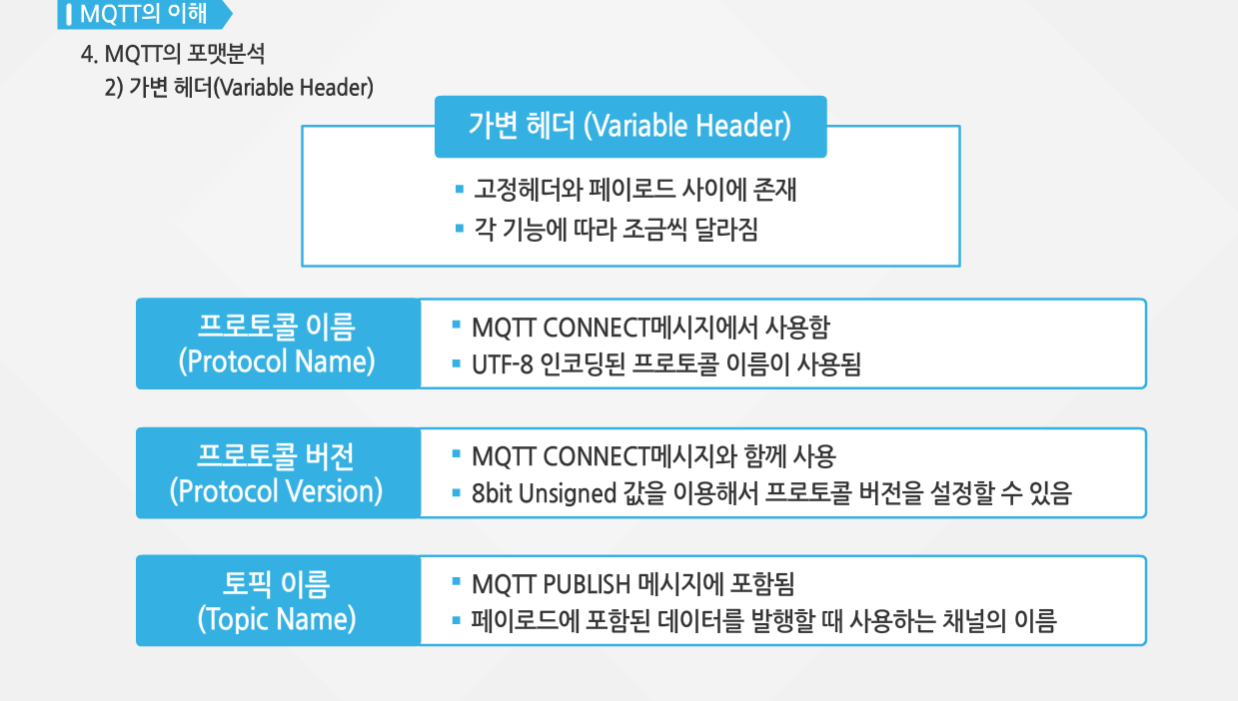 MQTT의 이해
4. MQTT의 포맷분석
2) 가변 헤더(Variable Header)
가변 헤더 (Variable Header)
▪ 고정헤더와 페이로드 사이에 존재
▪ 각 기능에 따라 조금씩 달라짐
프로토콜 이름
(Protocol Name)
▪ MQTT CONNECT메시지에서 사용함
▪ UTF-8 인코딩된 프로토콜 이름이 사용됨
프로토콜 버전
(Protocol Version)
▪ MQTT CONNECT메시지와 함께 사용
▪ 8bit Unsigned 값을 이용해서 프로토콜 버전을 설정할 수 있음
토픽 이름
(Topic Name)
▪ MQTT PUBLISH 메시지에 포함됨
▪ 페이로드에 포함된 데이터를 발행할 때 사용하는 채널의 이름